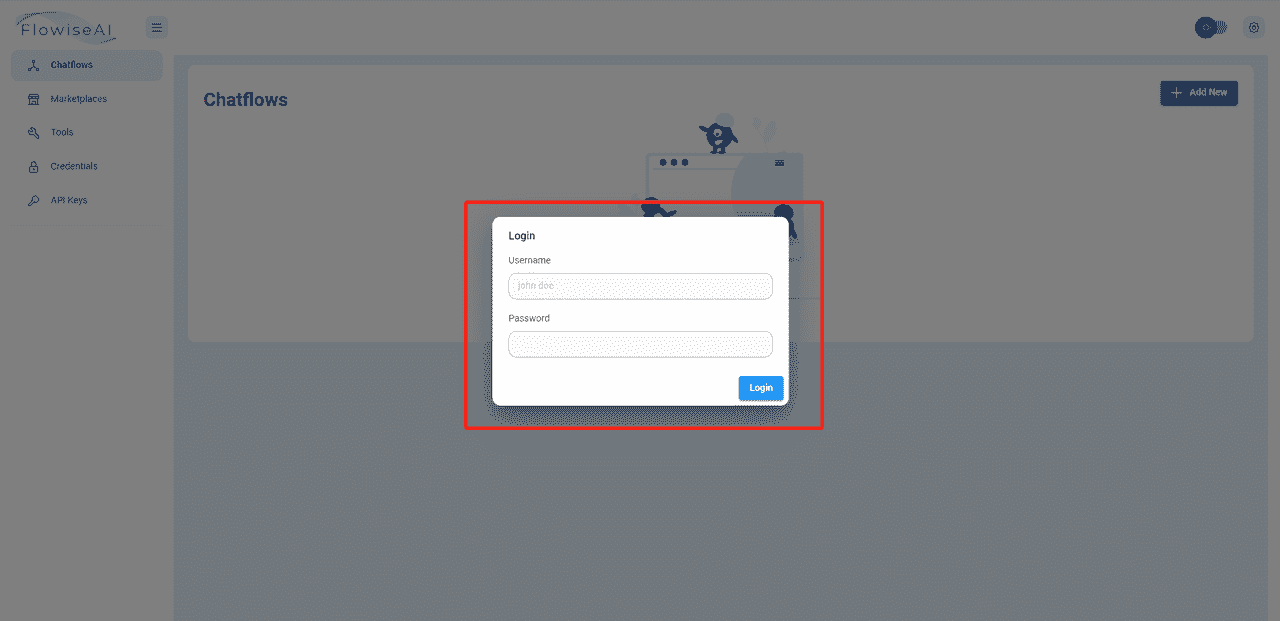 FlowiseAI
Chatflows
Marketplaces
Tools
Credentials
API Keys
Chatflows
Add New
Login
Username
john doe
Password
Login